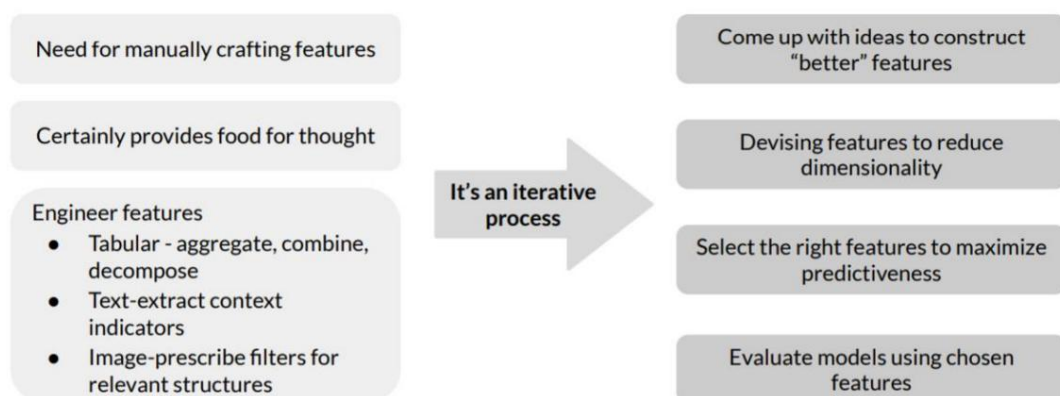 Need for manually crafting features
Certainly provides food for thought
Engineer features
● Tabular - aggregate, combine,
decompose
● Text-extract context
indicators
● Image-prescribe filters for
relevant structures
It’s an iterative
process
Come up with ideas to construct
“better” features
Devising features to reduce
dimensionality
Select the right features to maximize
predictiveness
Evaluate models using chosen
features